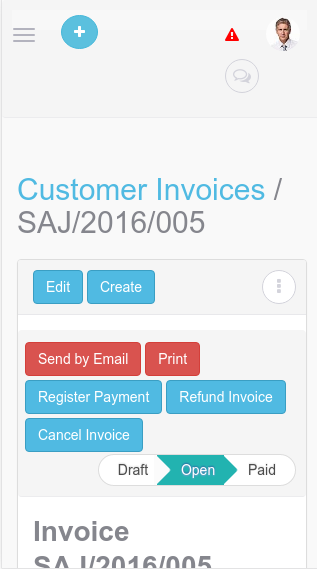 Customer Invoices /
SAJ/2016/005
Edit Create
Send by Email Print
Register Payment Refund Invoice
Cancel Invoice
Draft Open Paid
Invoice
SAJ/2016/005